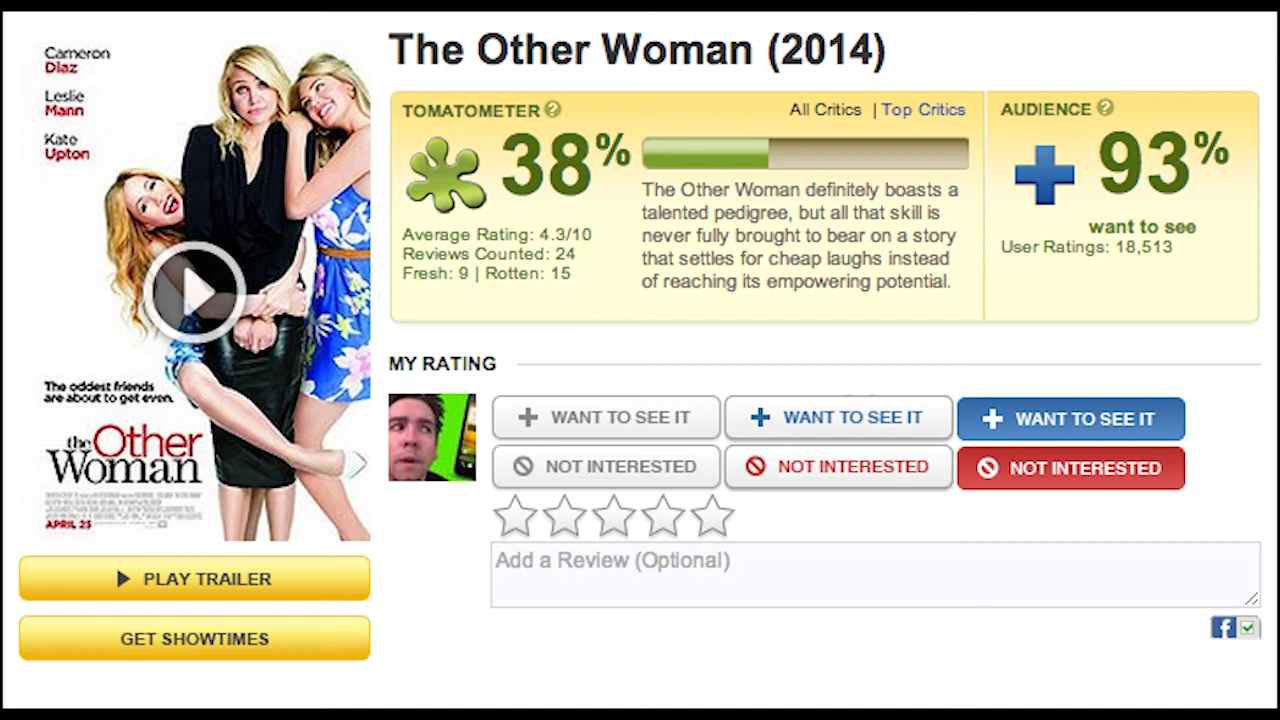 Cameron
Diaz
Leslie
Mann
Kate
Upton
The oddest friends
are about to get even.
the Other
Woman
APRIL 25
PLAY TRAILER
GET SHOWTIMES
The Other Woman (2014)
TOMATOMETER ?
All Critics | Top Critics
38%
Average Rating: 4.3/10
Reviews Counted: 24
Fresh: 9 | Rotten: 15
The Other Woman definitely boasts a
talented pedigree, but all that skill is
never fully brought to bear on a story
that settles for cheap laughs instead
of reaching its empowering potential.
AUDIENCE ?
93%
want to see
User Ratings: 18,513
MY RATING
WANT TO SEE IT WANT TO SEE IT WANT TO SEE IT
NOT INTERESTED NOT INTERESTED NOT INTERESTED
Add a Review (Optional)
f